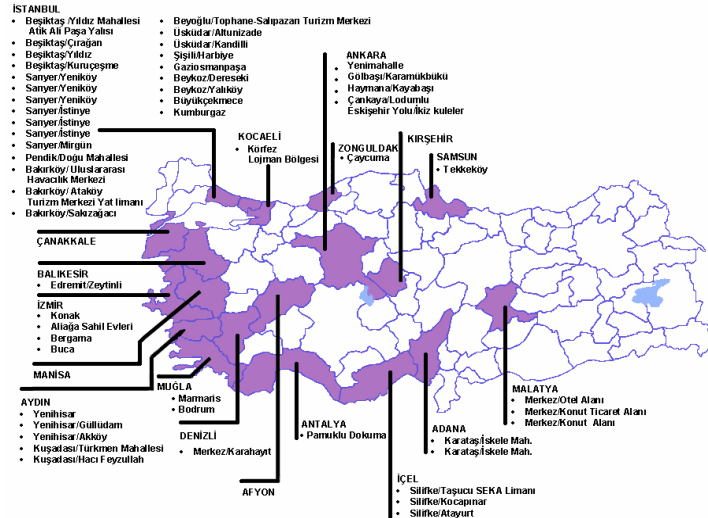 İSTANBUL
Beşiktaş /Yıldız Mahallesi
Atik Ali Paşa Yalısı
Beşiktaş/Çırağan
Beşiktaş/Yıldız
Beşiktaş/Kuruçeşme
Sarıyer/Yeniköy
Sarıyer/Yeniköy
Sarıyer/Yeniköy
Sarıyer/İstinye
Sarıyer/İstinye
Sarıyer/İstinye
Sarıyer/Mirgün
Pendik/Doğu Mahallesi
Bakırköy/ Uluslararası
Havacılık Merkezi
Bakırköy/ Ataköy
Turizm Merkezi Yat limanı
Bakırköy/Sakızağacı
Beyoğlu/Tophane-Salıpazarı Turizm Merkezi
Üsküdar/Altunizade
Üsküdar/Kandilli
Şişili/Harbiye
Gaziosmanpaşa
Beykoz/Dereseki
Beykoz/Yalıköy
Büyükçekmece
Kumburgaz
ANKARA
Yenimahalle
Gölbaşı/Karamükbükü
Haymana/Kayabaşı
Çankaya/Lodumlu
Eskişehir Yolu/İkiz kuleler
KOCAELİ
Körfez
Lojman Bölgesi
ZONGULDAK
Çaycuma
KIRŞEHİR
SAMSUN
Tekkeköy
ÇANAKKALE
BALIKESİR
Edremit/Zeytinli
İZMİR
Konak
Aliağa Sahil Evleri
Bergama
Buca
MANİSA
AYDIN
Yenihisar
Yenihisar/Güllüdam
Yenihisar/Akköy
Kuşadası/Türkmen Mahallesi
Kuşadası/Hacı Feyzullah
MUĞLA
Marmaris
Bodrum
DENİZLİ
Merkez/Karahayıt
AFYON
ANTALYA
Pamuklu Dokuma
İÇEL
Silifke/Taşucu SEKA Limanı
Silifke/Kocapınar
Silifke/Atayurt
ADANA
Karataş/İskele Mah.
Karataş/İskele Mah.
MALATYA
Merkez/Otel Alanı
Merkez/Konut Ticaret Alanı
Merkez/Konut Alanı